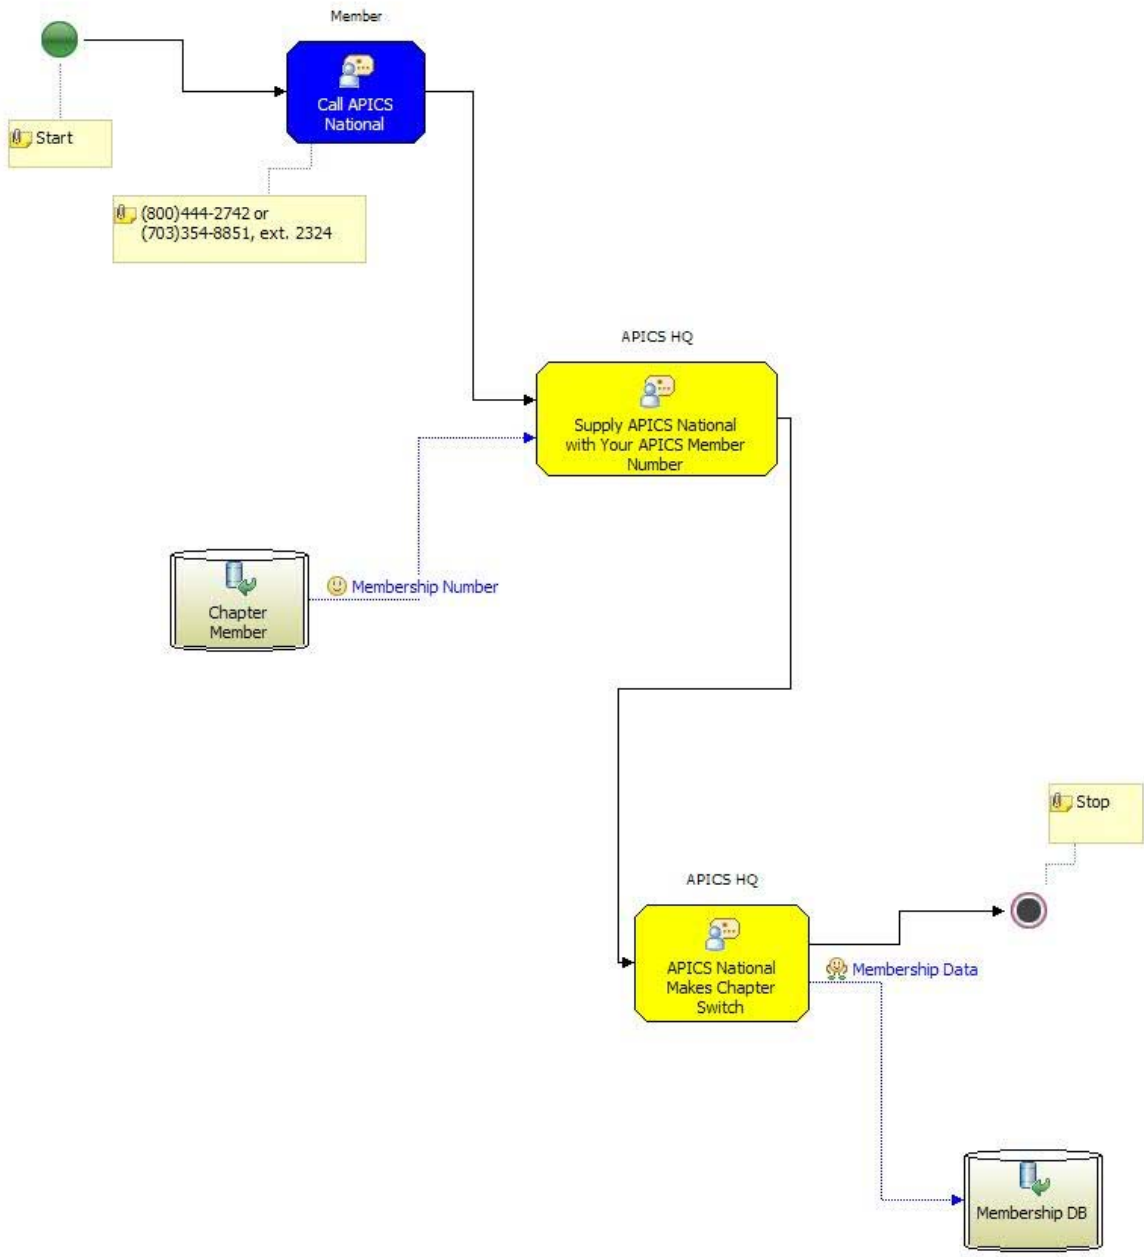 Member
Call APICS
National
Start
(800)444-2742 or
(703)354-8851, ext. 2324
APICS HQ
Supply APICS National
with Your APICS Member
Number
Membership Number
Chapter
Member
Stop
APICS HQ
APICS National
Makes Chapter
Switch
Membership Data
Membership DB